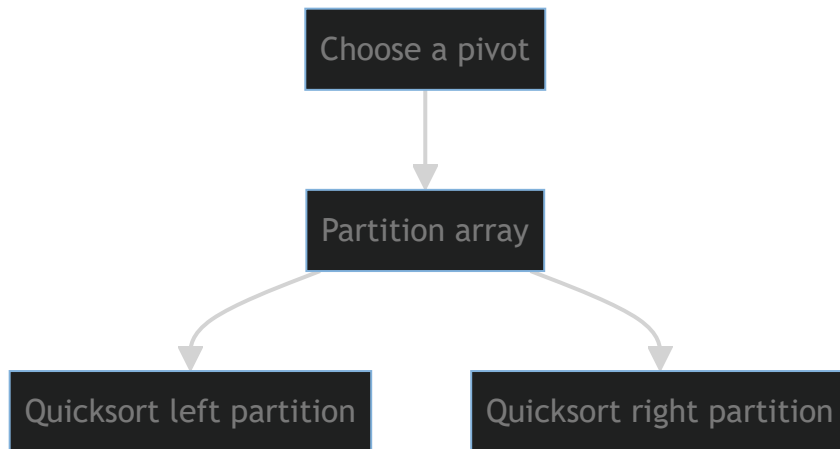 Choose a pivot
Partition array
Quicksort left partition
Quicksort right partition